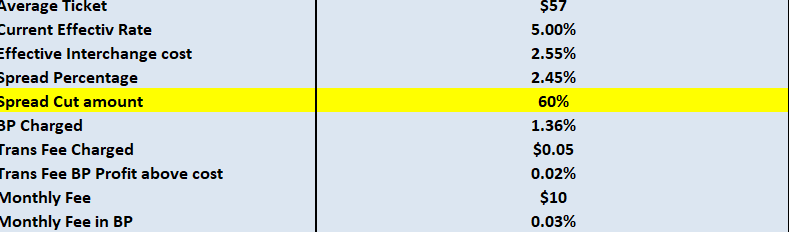 Average Ticket $57
Current Effectiv Rate 5.00%
Effective Interchange cost 2.55%
Spread Percentage 2.45%
Spread Cut amount 60%
BP Charged 1.36%
Trans Fee Charged $0.05
Trans Fee BP Profit above cost 0.02%
Monthly Fee $10
Monthly Fee in BP 0.03%